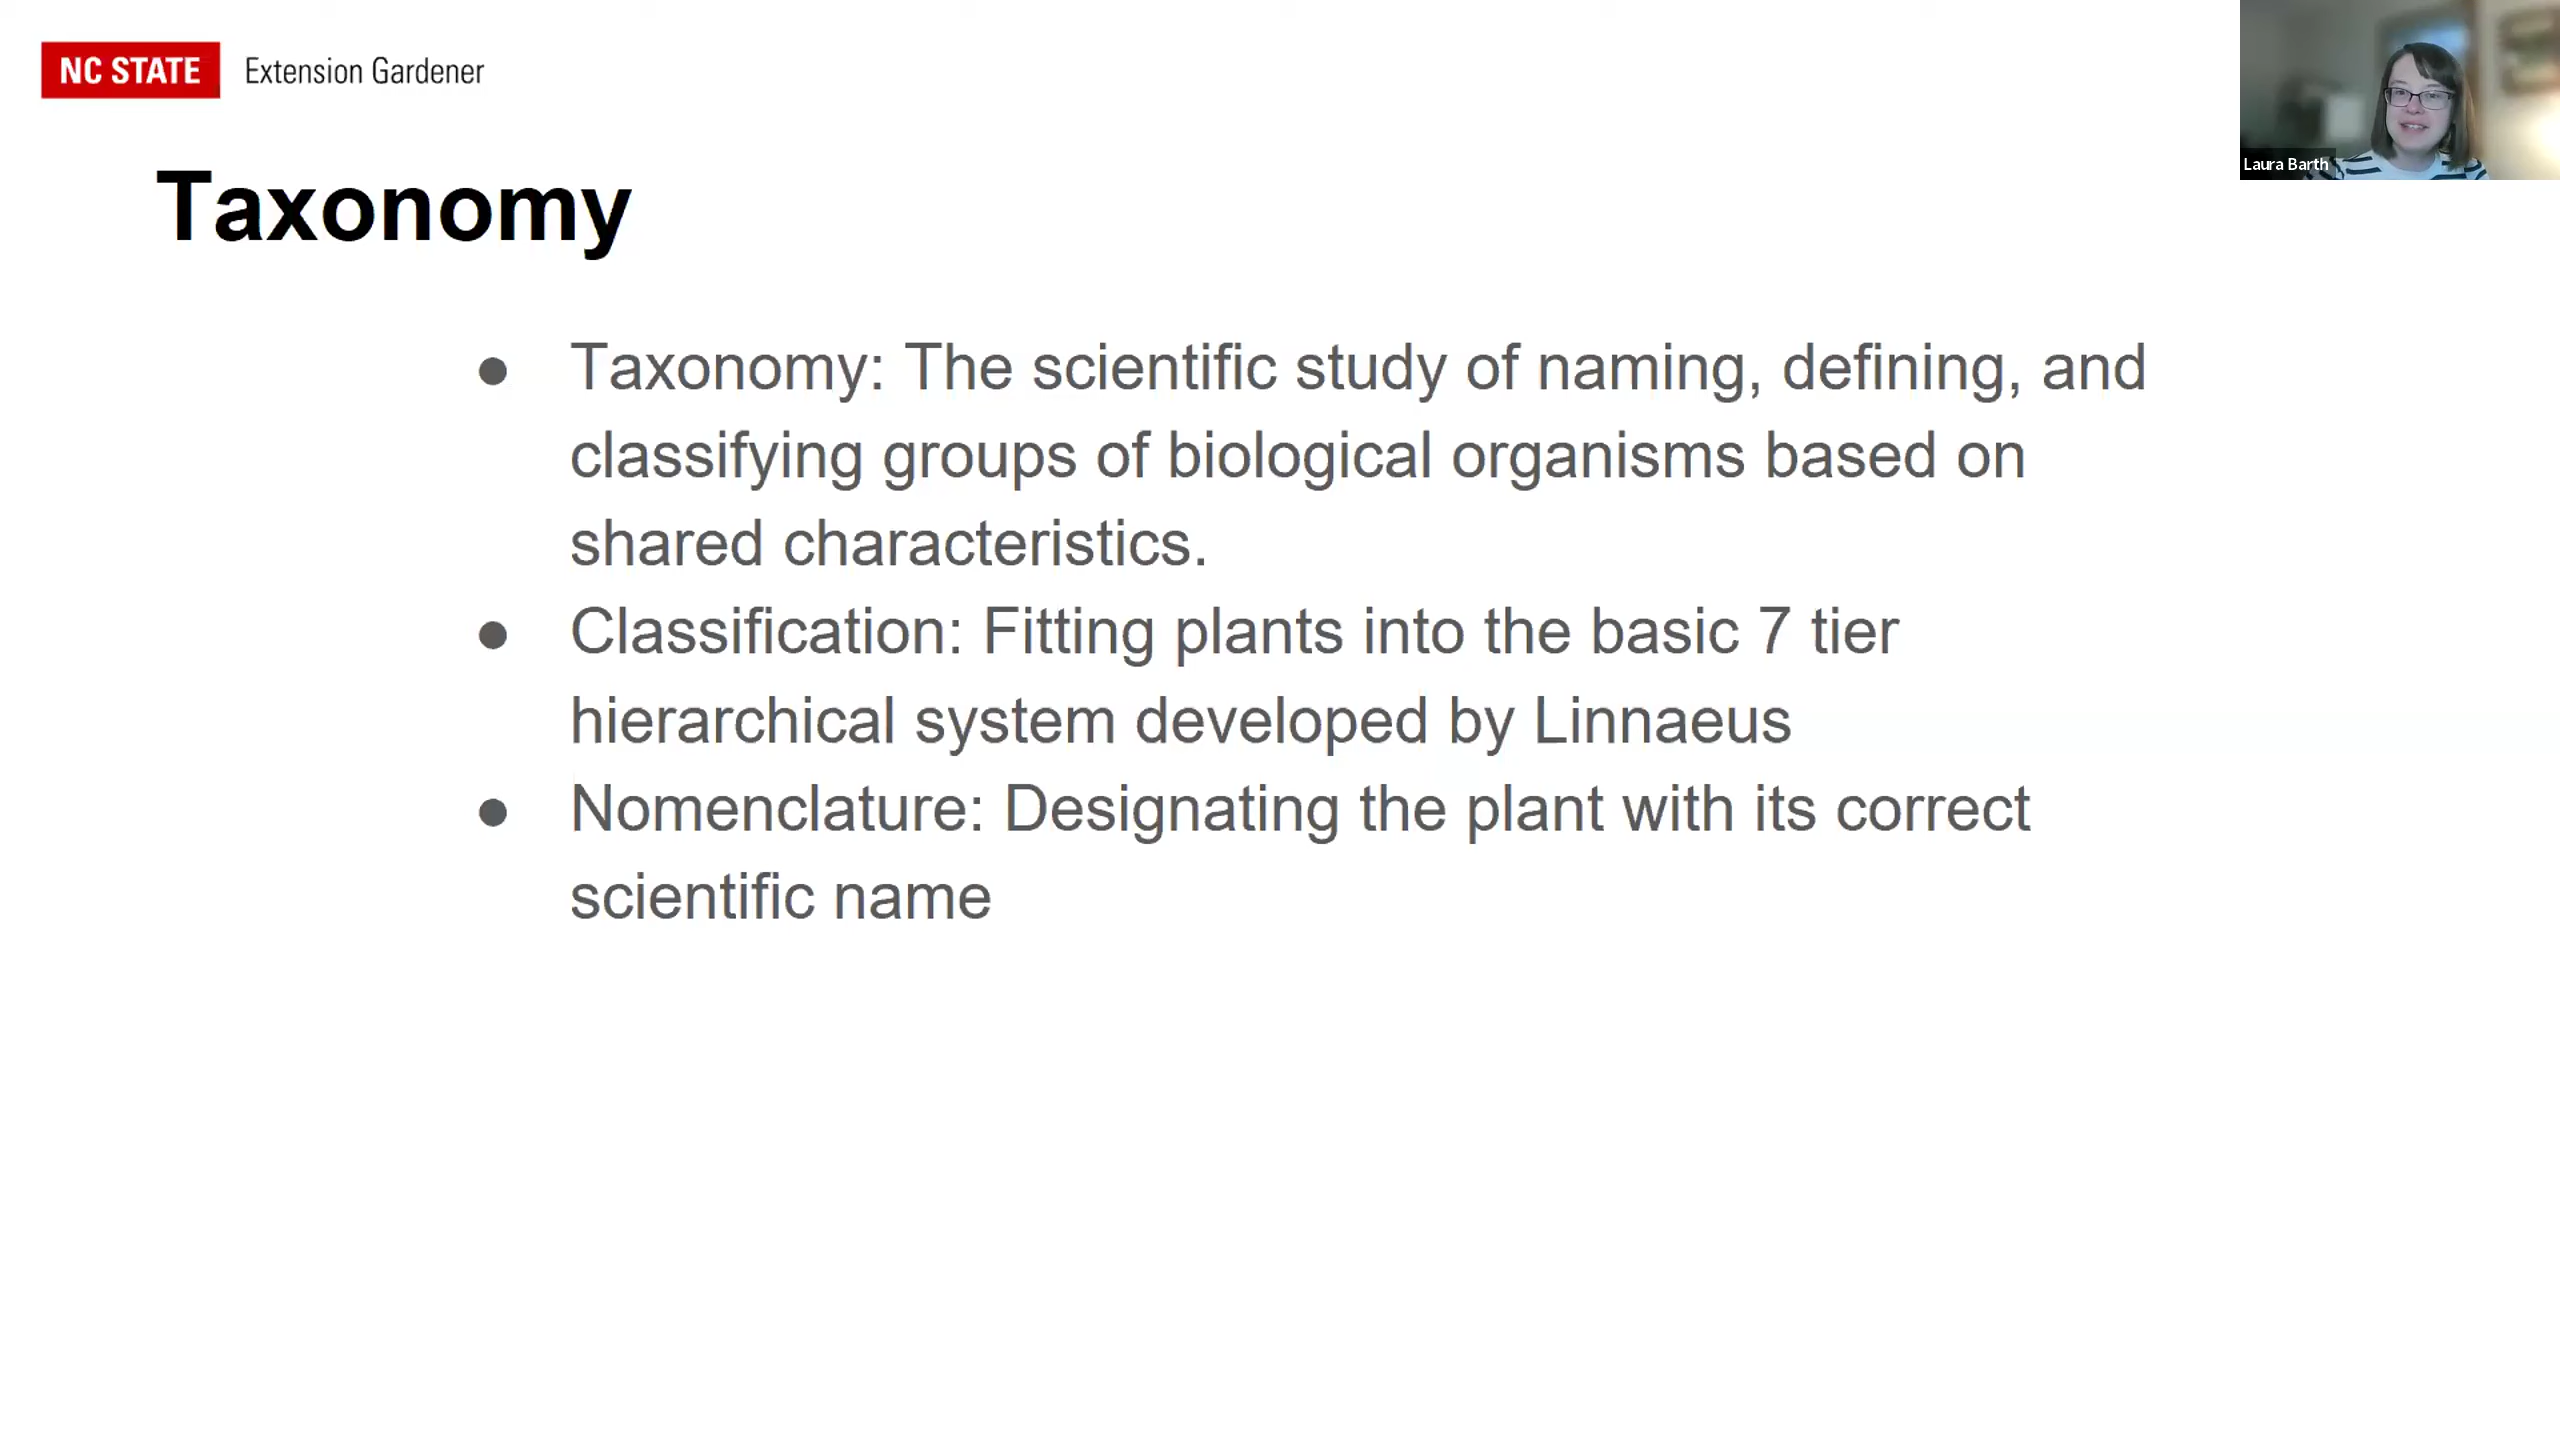 NC STATE Extension Gardener
Laura Barth
Taxonomy
● Taxonomy: The scientific study of naming, defining, and
classifying groups of biological organisms based on
shared characteristics.
● Classification: Fitting plants into the basic 7 tier
hierarchical system developed by Linnaeus
● Nomenclature: Designating the plant with its correct
scientific name